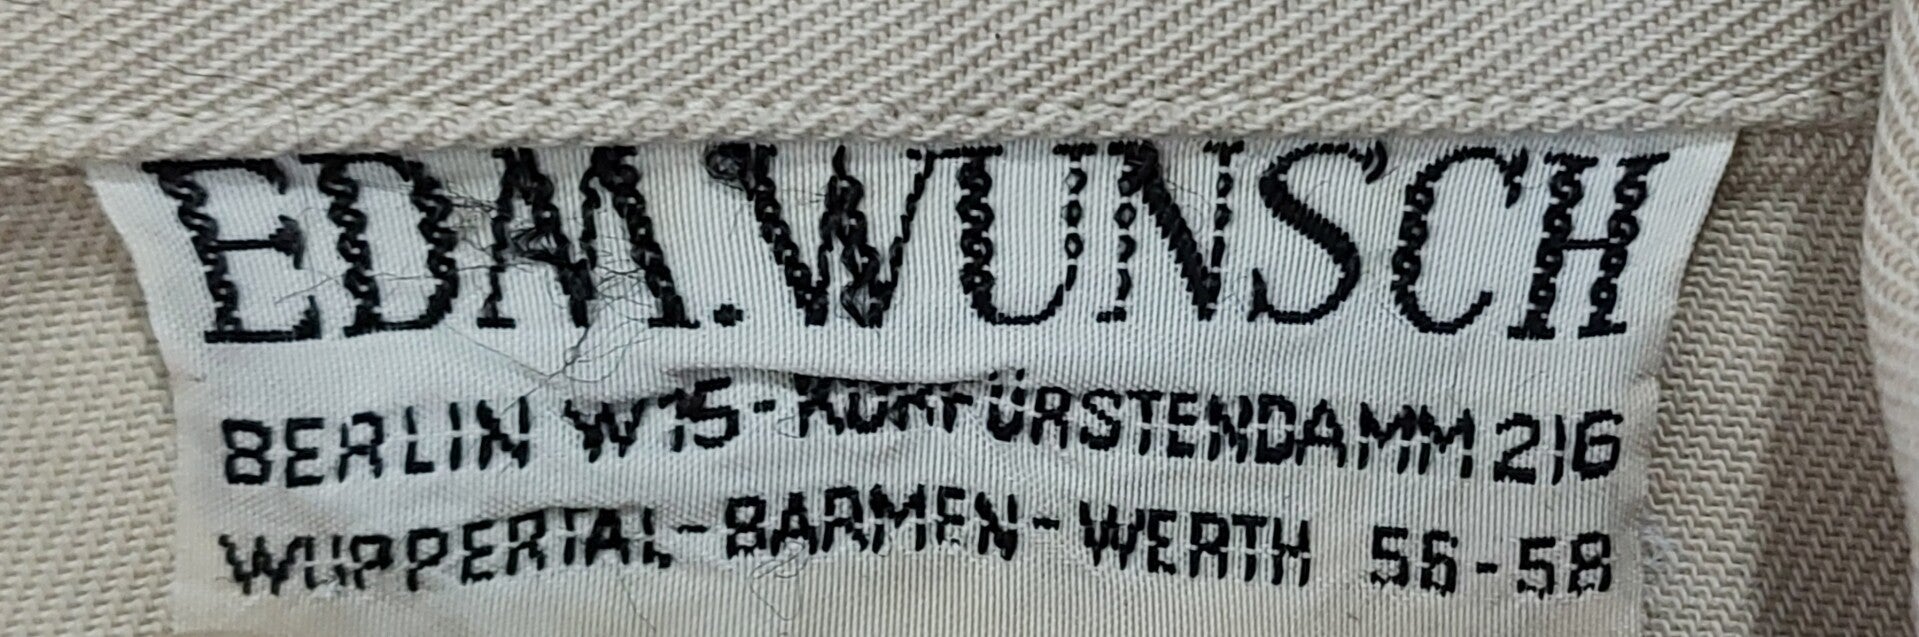 EDM.WUNSCH
BERLIN W15-KURFÜRSTENDAMM 216
WUPPERTAL-BARMEN-WERTH 56-58